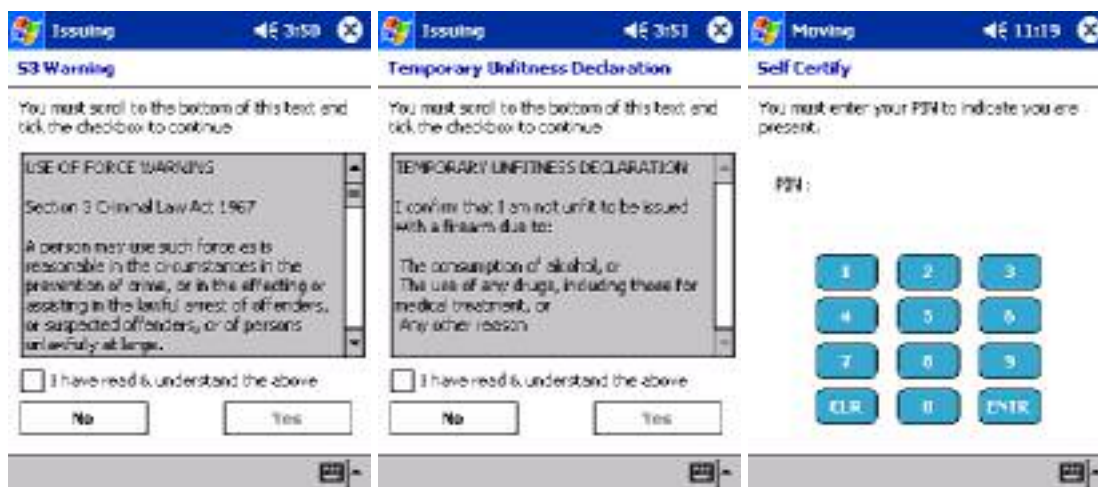 Issuing 3:50
S3 Warning
You must scroll to the bottom of this text and
tick the checkbox to continue
USE OF FORCE WARNING
Section 3 Criminal Law Act 1967
A person may use such force as is
reasonable in the circumstances in the
prevention of crime, or in the effecting or
assisting in the lawful arrest of offenders,
or suspected offenders, or of persons
unlawfully at large.
I have read & understand the above
No Yes
Issuing 3:51
Temporary Unfitness Declaration
You must scroll to the bottom of this text and
tick the checkbox to continue
TEMPORARY UNFITNESS DECLARATION
I confirm that I am not unfit to be issued
with a firearm due to:
The consumption of alcohol, or
The use of any drugs, including those for
medical treatment, or
Any other reason
I have read & understand the above
No Yes
Moving 11:19
Self Certify
You must enter your PIN to indicate you are
present.
PIN :
1 2 3
4 5 6
7 8 9
CLR 0 ENTR